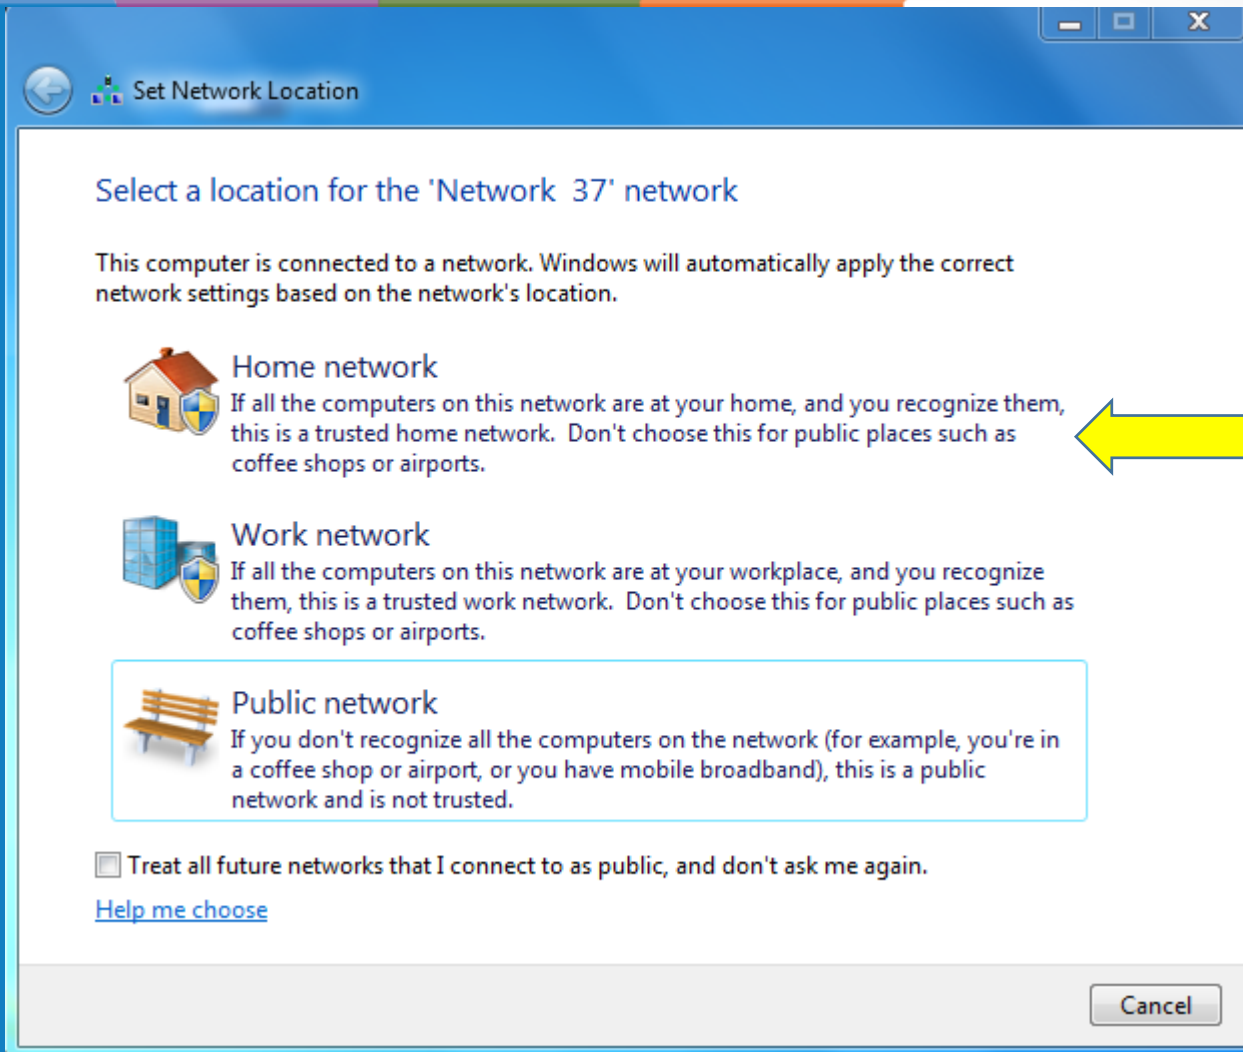 Set Network Location
Select a location for the 'Network  37' network
This computer is connected to a network. Windows will automatically apply the correct
network settings based on the network's location.
Home network
If all the computers on this network are at your home, and you recognize them,
this is a trusted home network.  Don't choose this for public places such as
coffee shops or airports.
Work network
If all the computers on this network are at your workplace, and you recognize
them, this is a trusted work network.  Don't choose this for public places such as
coffee shops or airports.
Public network
If you don't recognize all the computers on the network (for example, you're in
a coffee shop or airport, or you have mobile broadband), this is a public
network and is not trusted.
Treat all future networks that I connect to as public, and don't ask me again.
Help me choose
Cancel